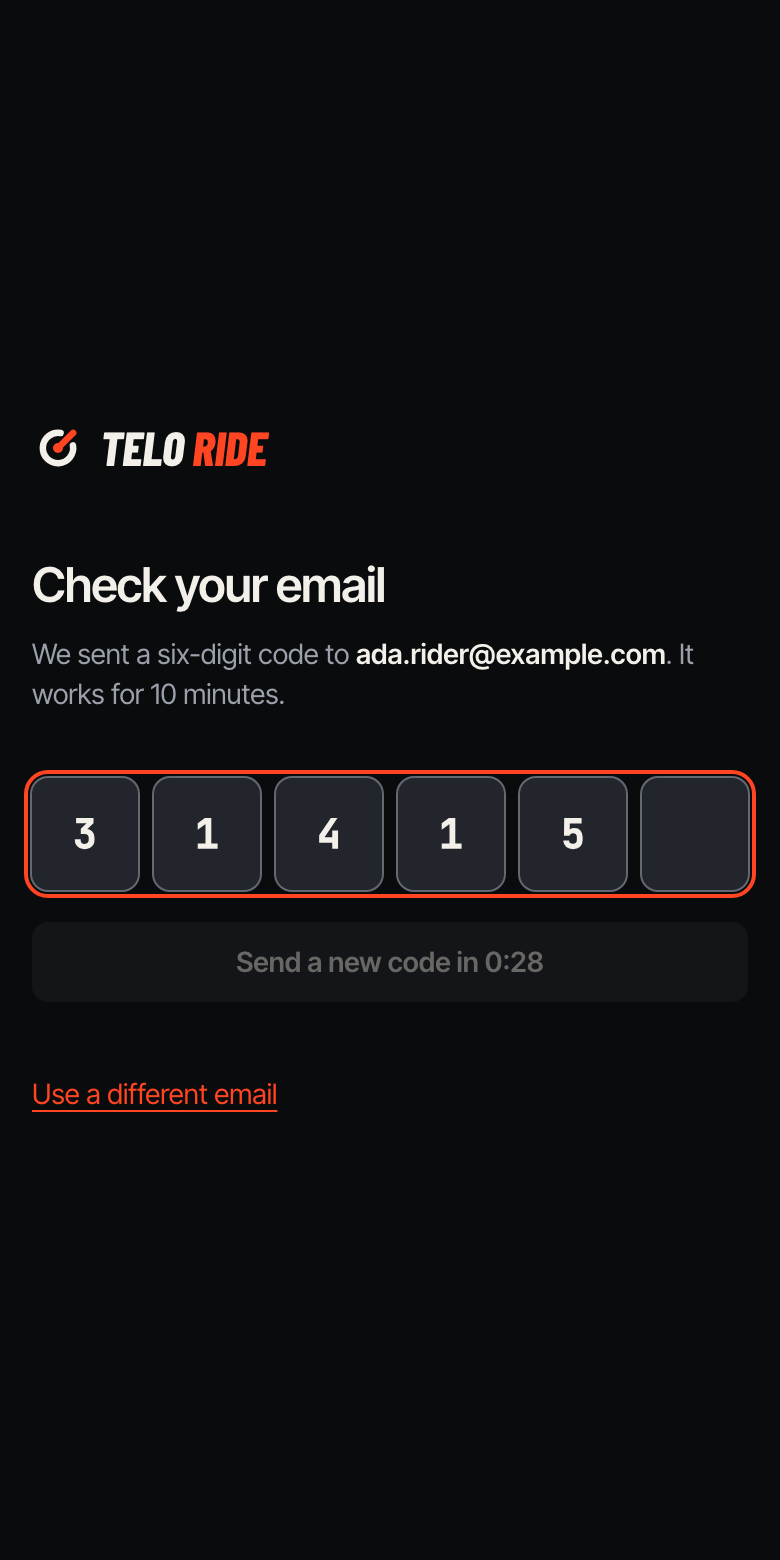 TELO RIDE
Check your email
We sent a six-digit code to ada.rider@example.com. It
works for 10 minutes.
3 1 4 1 5
Send a new code in 0:28
Use a different email